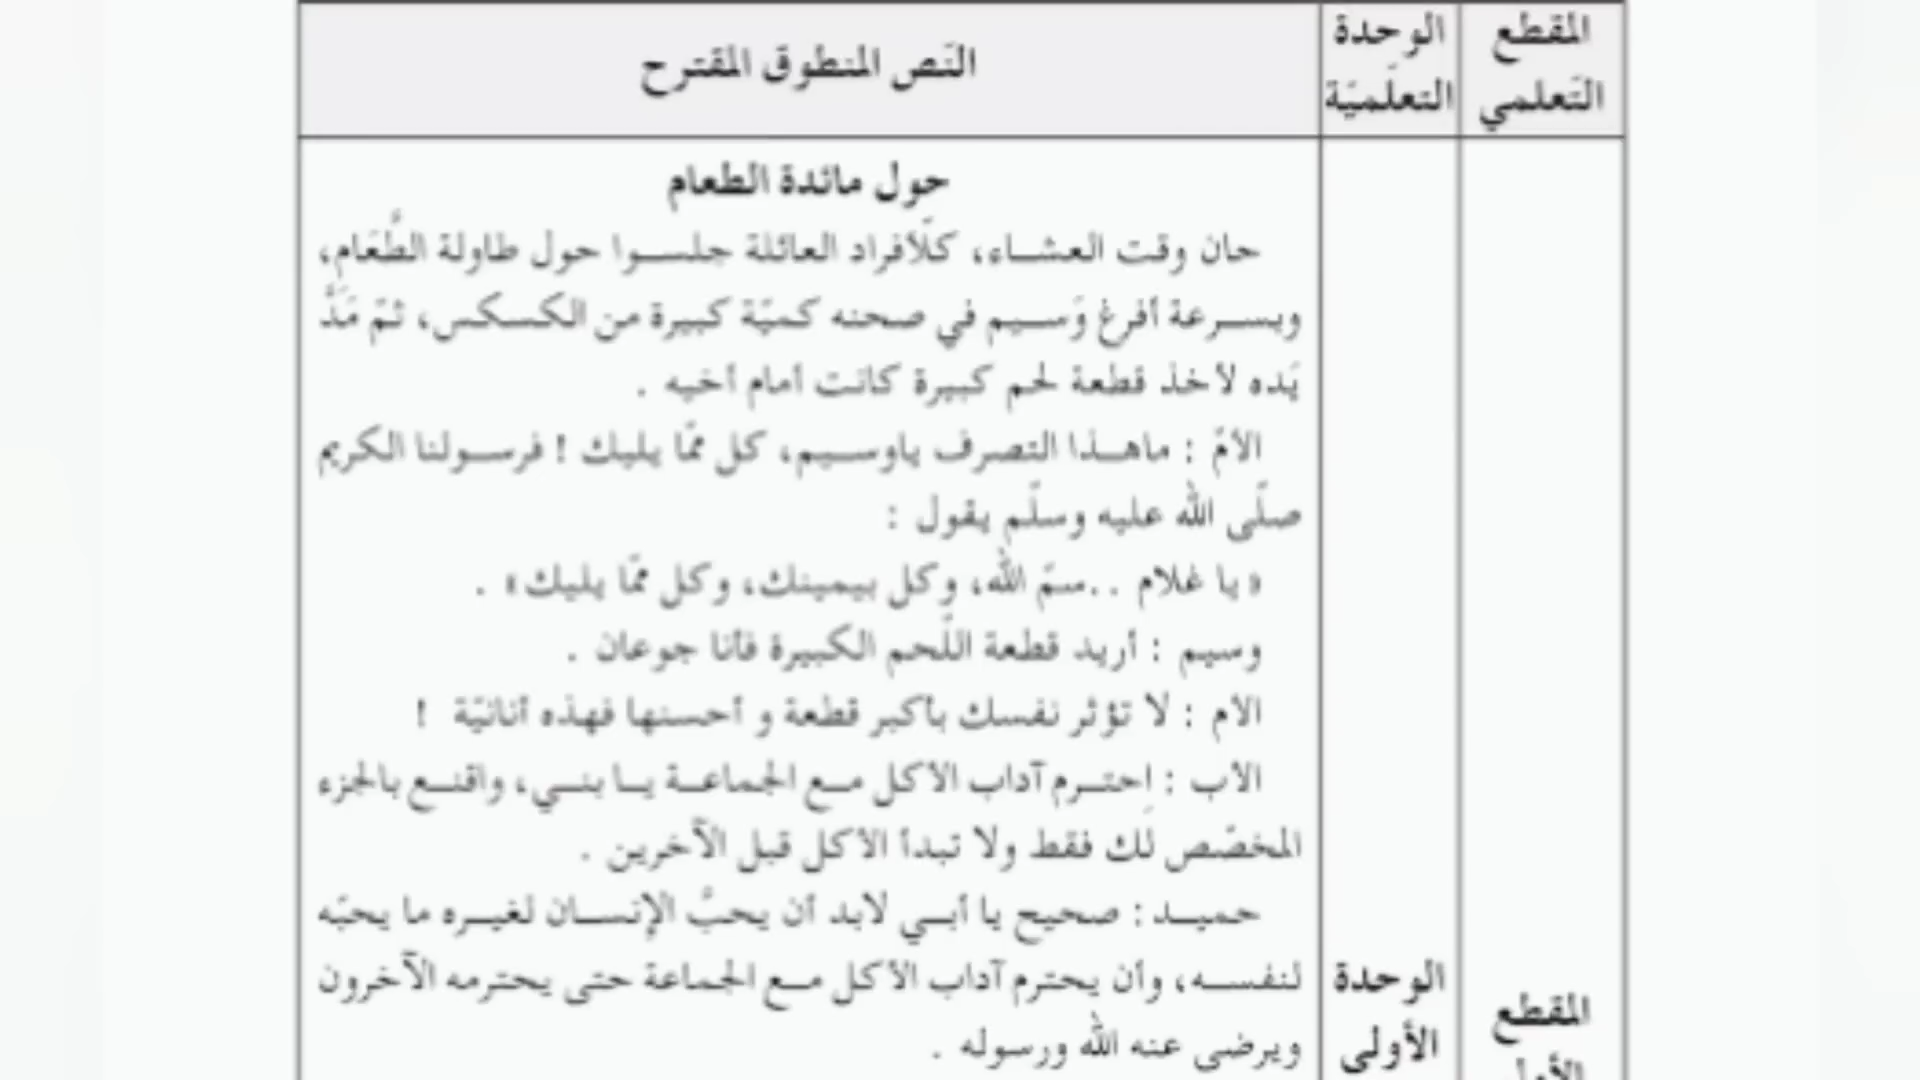 المقطع
التّعلمي
الوحدة
التعلّميّة
النّص المنطوق المقترح
حول مائدة الطعام
حان وقت العشاء، كلّأفراد العائلة جلسوا حول طاولة الطَّعَام،
وبسرعة أفرغ وَسيم في صحنه كميّة كبيرة من الكسكس، ثمّ مَدَّ
يَده لأخذ قطعة لحم كبيرة كانت أمام أخيه .
الأمّ : ماهذا التصرف ياوسيم، كل ممّا يليك ! فرسولنا الكريم
صلّى الله عليه وسلّم يقول :
« يا غلام ..سمّ الله، وكل بيمينك، وكل ممّا يليك» .
وسيم : أريد قطعة اللّحم الكبيرة فأنا جوعان .
الأم : لا تؤثر نفسك بأكبر قطعة و أحسنها فهذه أنانيّة !
الأب : اِحترم آداب الأكل مع الجماعة يا بني، واقنع بالجزء
المخصّص لَك فقط ولا تبدأ الأكل قبل الآخرين .
حميد : صحيح يا أبي لابد أن يحبَّ الإنسان لغيره ما يحبّه
لنفسه، وأن يحترم آداب الأكل مع الجماعة حتى يحترمه الآخرون
ويرضى عنه الله ورسوله .
الوحدة
الأولى
المقطع
الأول